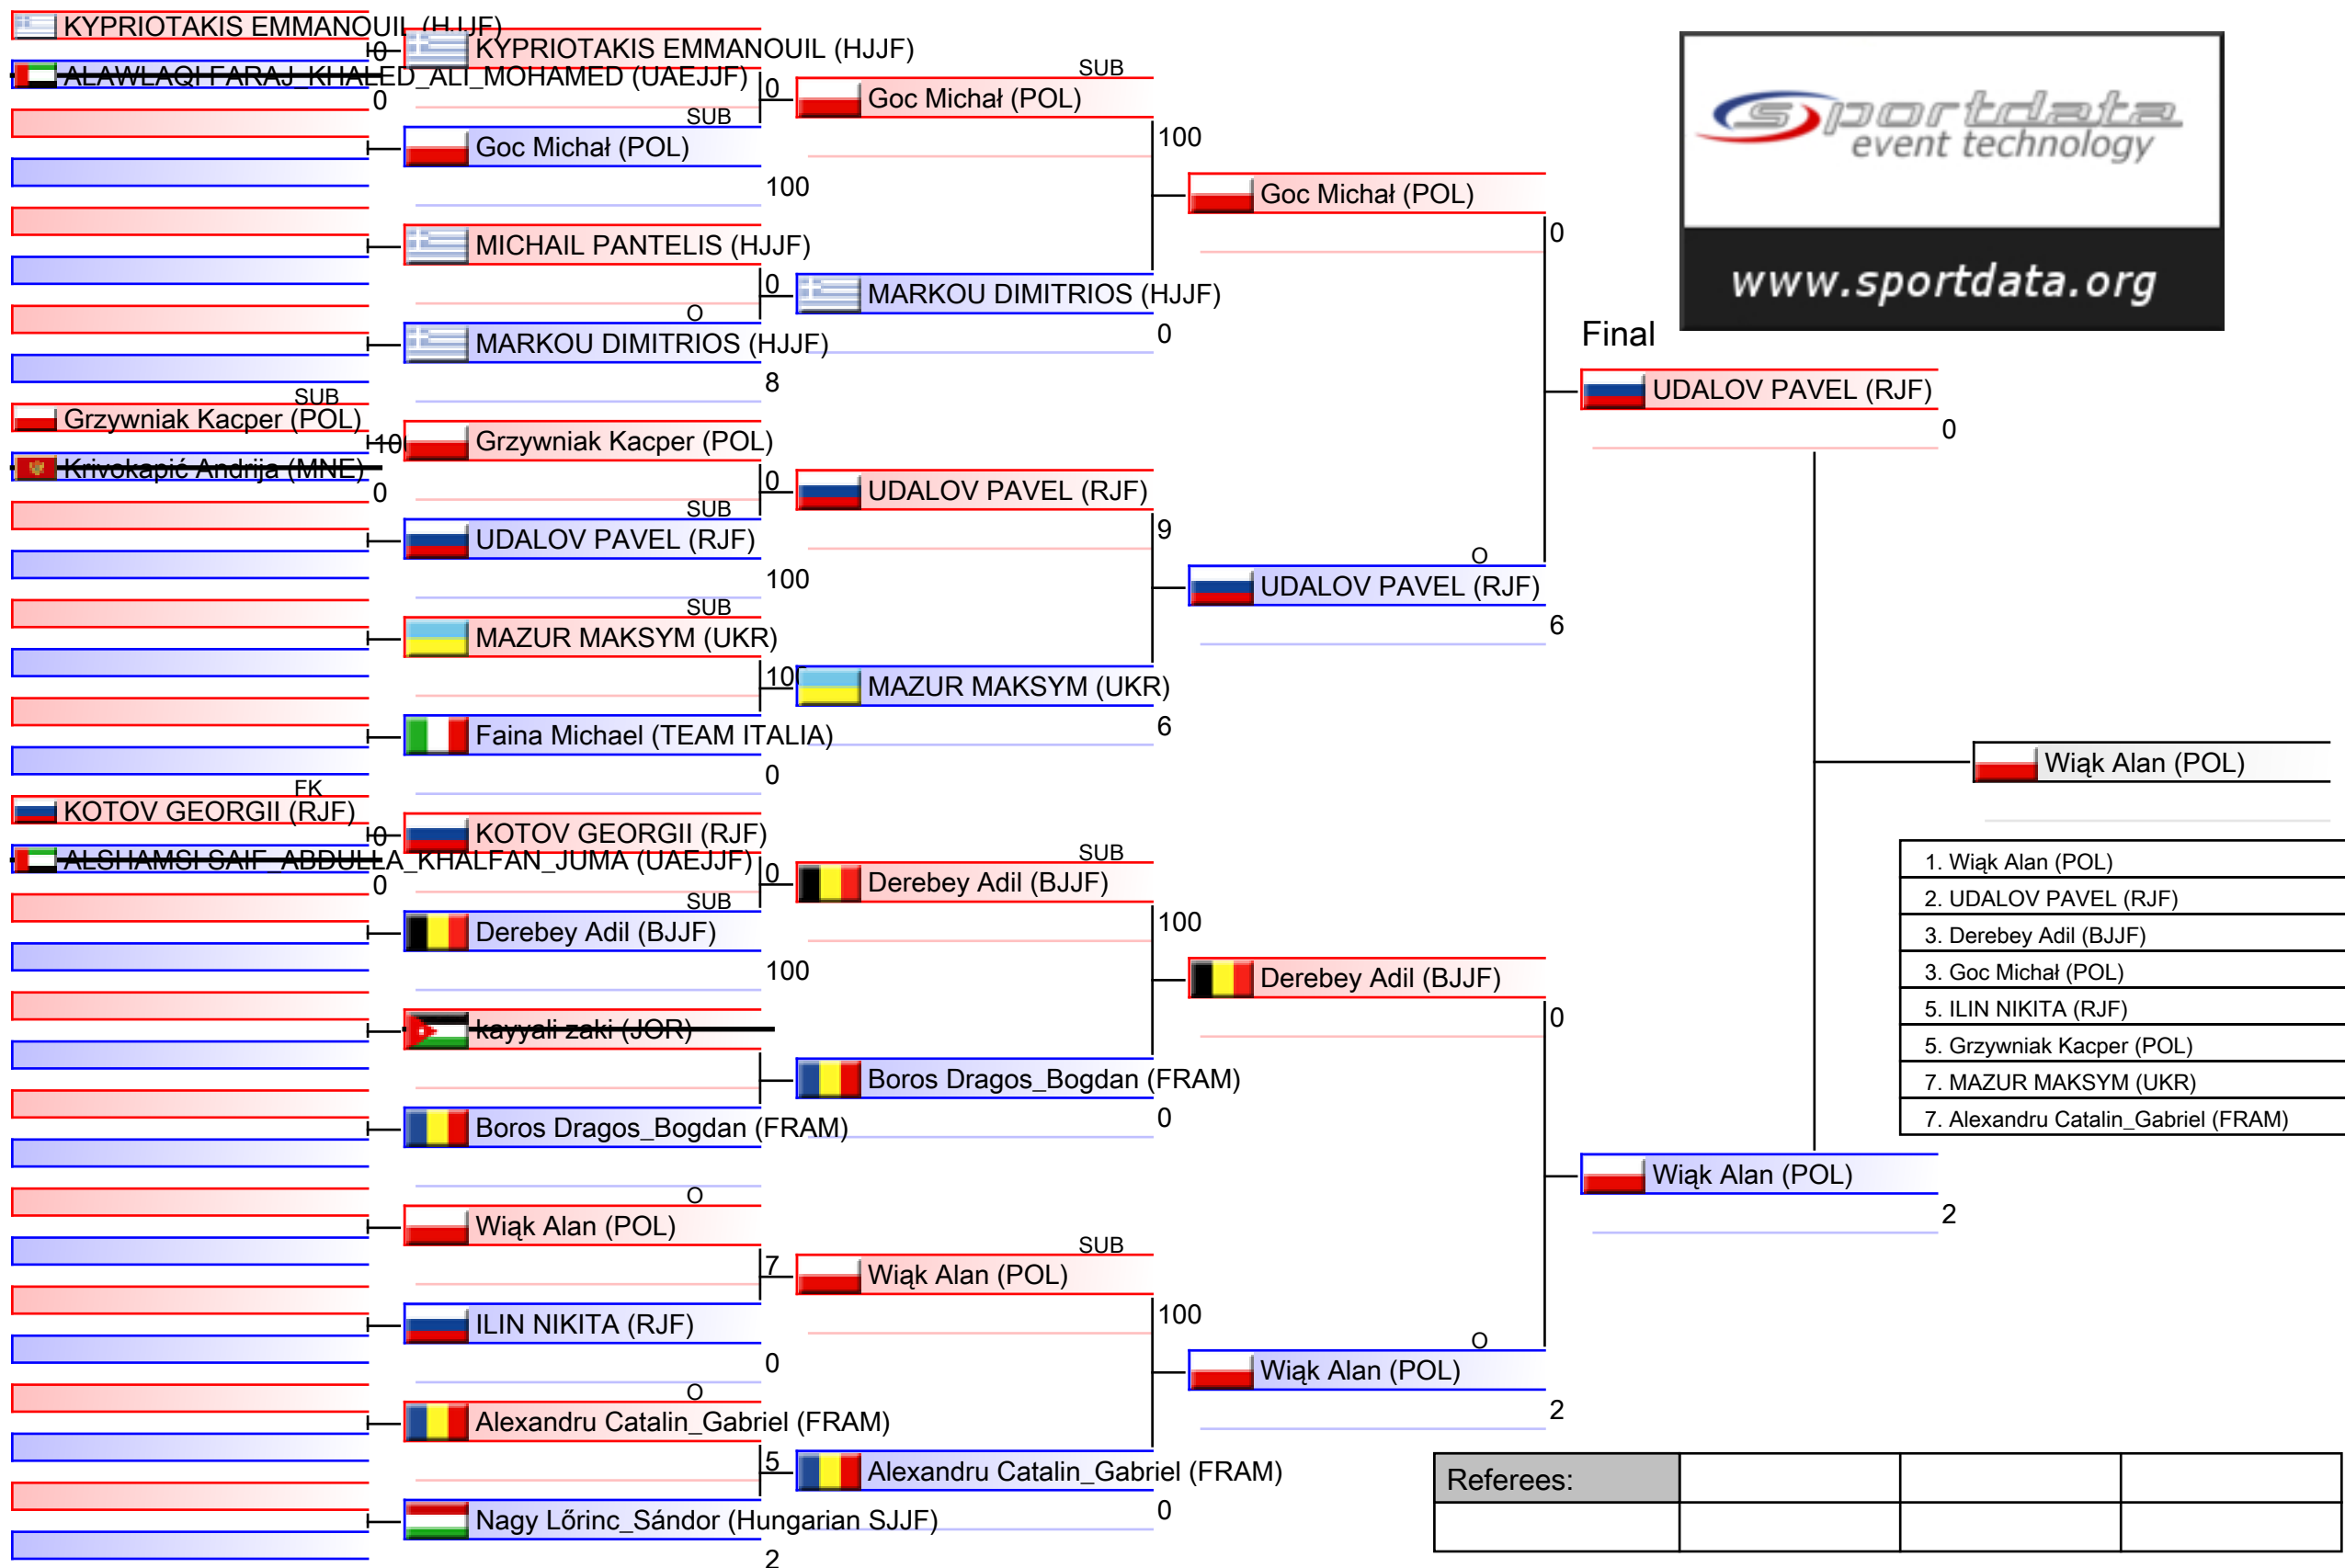 KYPRIOTAKIS EMMANOUIL (HJJF)
0
ALAWLAQI FARAJ_KHALED_ALI_MOHAMED (UAEJJF)
0
SUB
Grzywniak Kacper (POL)
Krivokapić Andrija (MNE)
0
FK
KOTOV GEORGII (RJF)
0
ALSHAMSI SAIF_ABDULLA_KHALFAN_JUMA (UAEJJF)
0
KYPRIOTAKIS EMMANOUIL (HJJF)
0
SUB
Goc Michał (POL)
100
MICHAIL PANTELIS (HJJF)
0
O
MARKOU DIMITRIOS (HJJF)
8
Grzywniak Kacper (POL)
0
SUB
UDALOV PAVEL (RJF)
100
SUB
MAZUR MAKSYM (UKR)
Faina Michael (TEAM ITALIA)
0
KOTOV GEORGII (RJF)
0
SUB
Derebey Adil (BJJF)
100
kayyali zaki (JOR)
Boros Dragos_Bogdan (FRAM)
O
Wiąk Alan (POL)
7
ILIN NIKITA (RJF)
0
O
Alexandru Catalin_Gabriel (FRAM)
5
Nagy Lőrinc_Sándor (Hungarian SJJF)
2
SUB
Goc Michał (POL)
100
MARKOU DIMITRIOS (HJJF)
0
UDALOV PAVEL (RJF)
9
MAZUR MAKSYM (UKR)
6
SUB
Derebey Adil (BJJF)
100
Boros Dragos_Bogdan (FRAM)
0
SUB
Wiąk Alan (POL)
100
Alexandru Catalin_Gabriel (FRAM)
0
Goc Michał (POL)
0
O
UDALOV PAVEL (RJF)
6
Derebey Adil (BJJF)
0
O
Wiąk Alan (POL)
2
sportdata
event technology
www.sportdata.org
Final
UDALOV PAVEL (RJF)
0
Wiąk Alan (POL)
2
Wiąk Alan (POL)
1. Wiąk Alan (POL)
2. UDALOV PAVEL (RJF)
3. Derebey Adil (BJJF)
3. Goc Michał (POL)
5. ILIN NIKITA (RJF)
5. Grzywniak Kacper (POL)
7. MAZUR MAKSYM (UKR)
7. Alexandru Catalin_Gabriel (FRAM)
Referees: